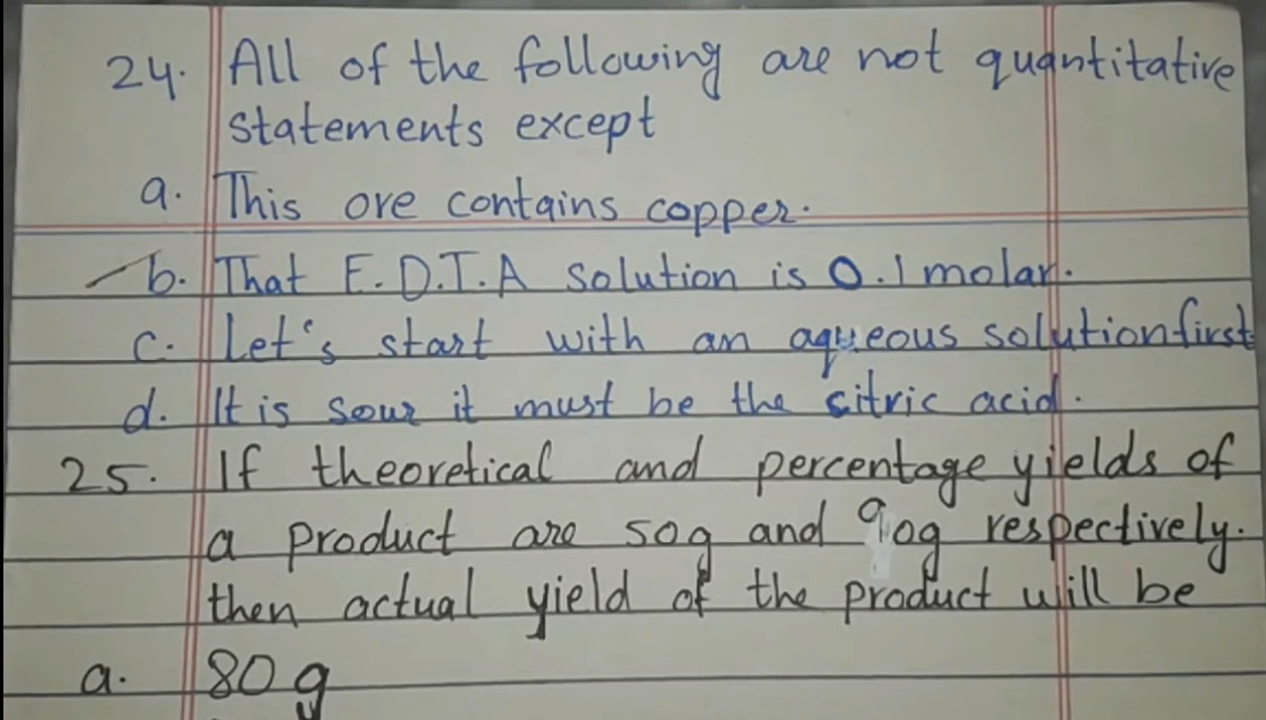 24. All of the following are not quantitative
statements except
a. This ore contains copper.
b. That E.D.T.A solution is 0.1 molar.
c. Let's start with an aqueous solution first
d. It is sour it must be the citric acid.
25. If theoretical and percentage yields of
a product are 50g and 90g respectively.
then actual yield of the product will be
a. 80 g